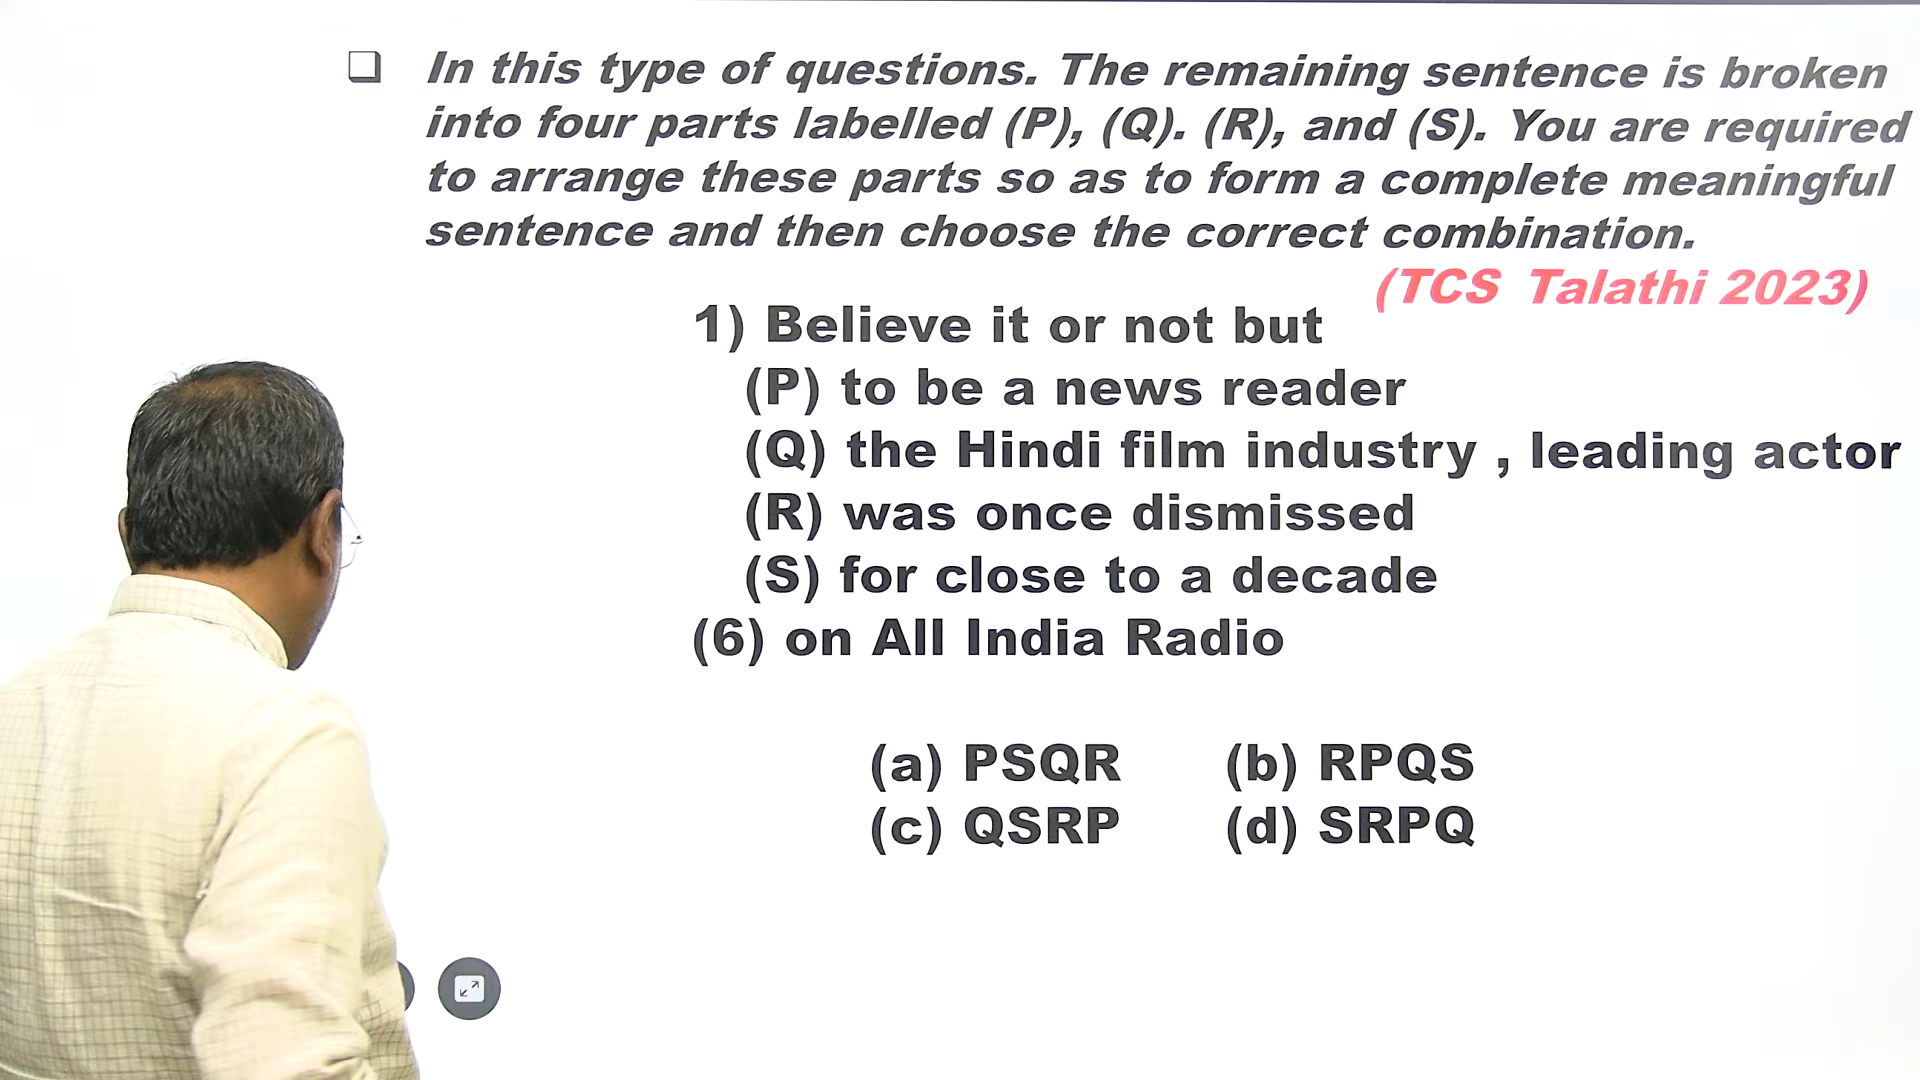 In this type of questions. The remaining sentence is broken
into four parts labelled (P), (Q). (R), and (S). You are required
to arrange these parts so as to form a complete meaningful
sentence and then choose the correct combination.
(TCS Talathi 2023)
1) Believe it or not but
(P) to be a news reader
(Q) the Hindi film industry , leading actor
(R) was once dismissed
(S) for close to a decade
(6) on All India Radio
(a) PSQR (b) RPQS
(c) QSRP (d) SRPQ